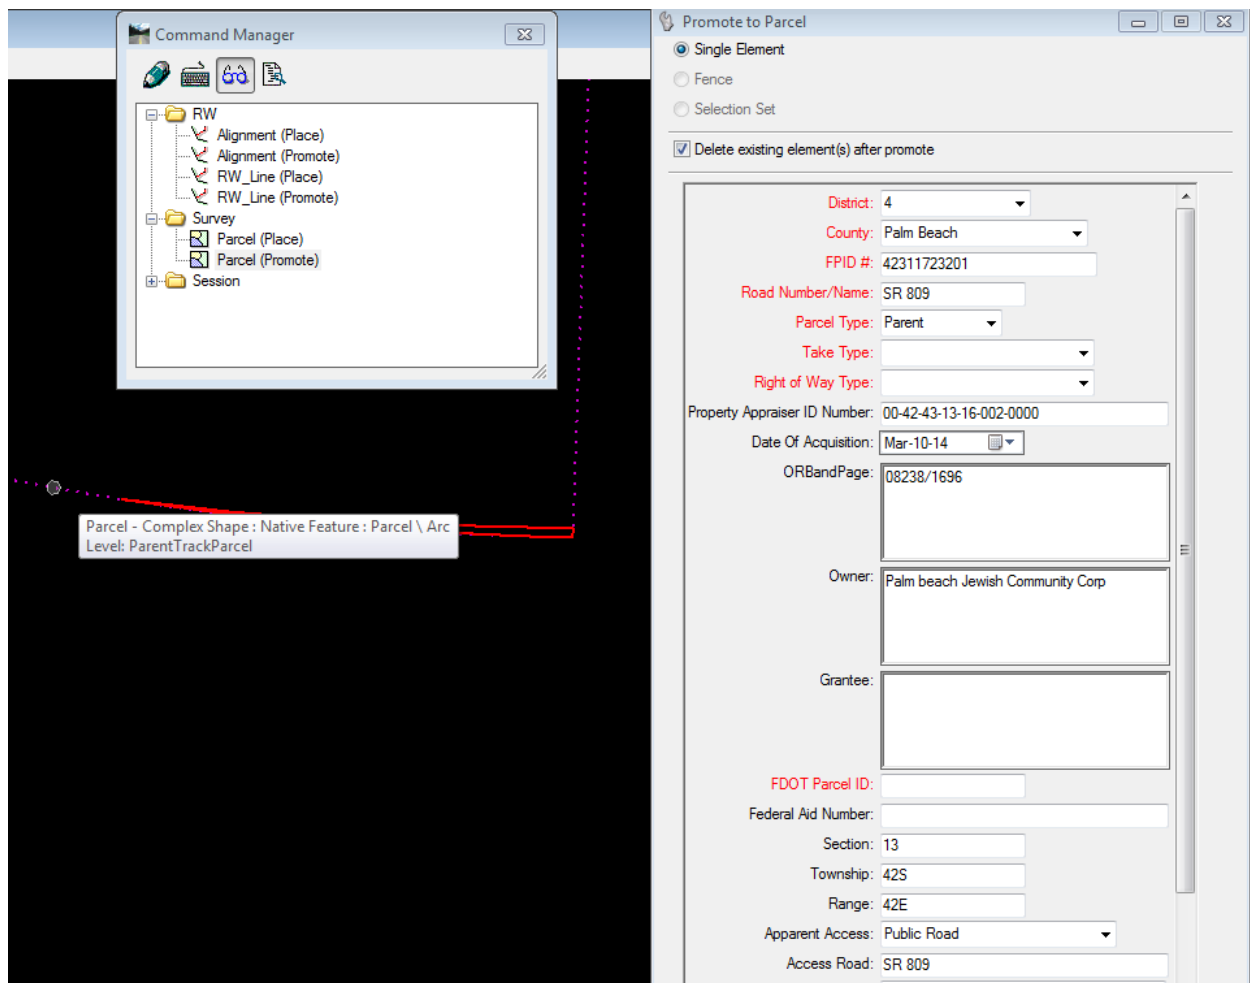 Command Manager
RW
Alignment (Place)
Alignment (Promote)
RW_Line (Place)
RW_Line (Promote)
Survey
Parcel (Place)
Parcel (Promote)
Session
Parcel - Complex Shape : Native Feature : Parcel \ Arc
Level: ParentTrackParcel
Promote to Parcel
Single Element
Fence
Selection Set
Delete existing element(s) after promote
District: 4
County: Palm Beach
FPID #: 42311723201
Road Number/Name: SR 809
Parcel Type: Parent
Take Type:
Right of Way Type:
Property Appraiser ID Number: 00-42-43-13-16-002-0000
Date Of Acquisition: Mar-10-14
ORBandPage: 08238/1696
Owner: Palm beach Jewish Community Corp
Grantee:
FDOT Parcel ID:
Federal Aid Number:
Section: 13
Township: 42S
Range: 42E
Apparent Access: Public Road
Access Road: SR 809